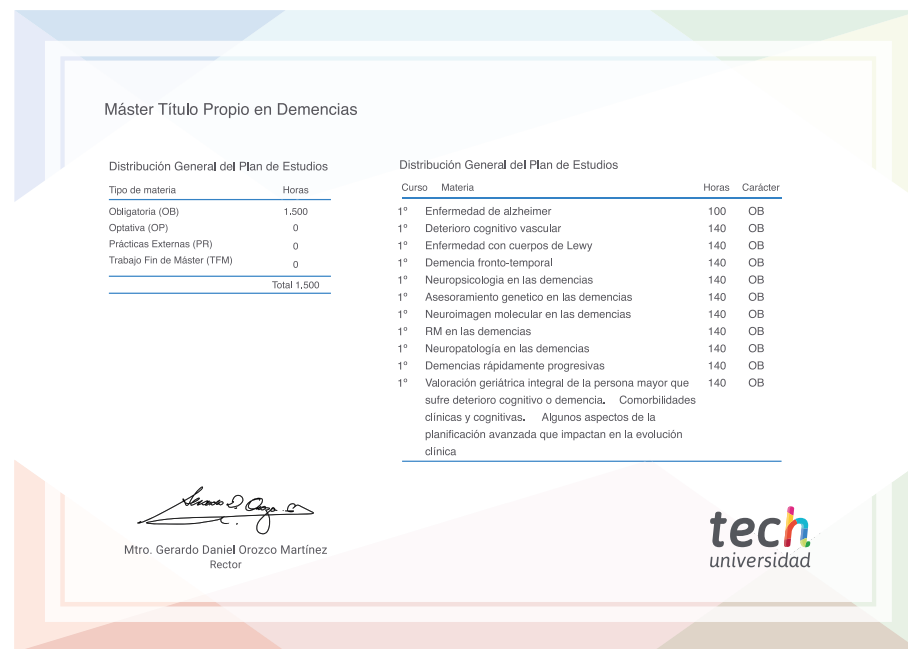 Máster Título Propio en Demencias
Distribución General del Plan de Estudios
Tipo de materia Horas
Obligatoria (OB) 1.500
Optativa (OP) 0
Prácticas Externas (PR) 0
Trabajo Fin de Máster (TFM) 0
Total 1.500
Distribución General del Plan de Estudios
Curso Materia Horas Carácter
1º Enfermedad de alzheimer 100 OB
1º Deterioro cognitivo vascular 140 OB
1º Enfermedad con cuerpos de Lewy 140 OB
1º Demencia fronto-temporal 140 OB
1º Neuropsicologia en las demencias 140 OB
1º Asesoramiento genetico en las demencias 140 OB
1º Neuroimagen molecular en las demencias 140 OB
1º RM en las demencias 140 OB
1º Neuropatología en las demencias 140 OB
1º Demencias rápidamente progresivas 140 OB
1º Valoración geriátrica integral de la persona mayor que 140 OB
sufre deterioro cognitivo o demencia. Comorbilidades
clínicas y cognitivas. Algunos aspectos de la
planificación avanzada que impactan en la evolución
clínica
Mtro. Gerardo Daniel Orozco Martínez
Rector
tech
universidad